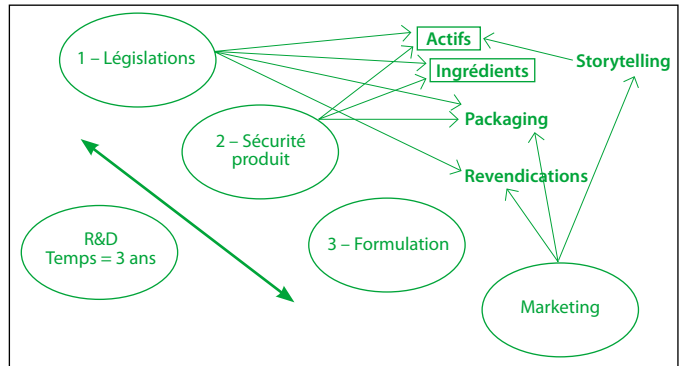 Actifs
1 – Législations
Storytelling
Ingrédients
Packaging
2 – Sécurité
produit
Revendications
R&D
Temps = 3 ans
3 – Formulation
Marketing